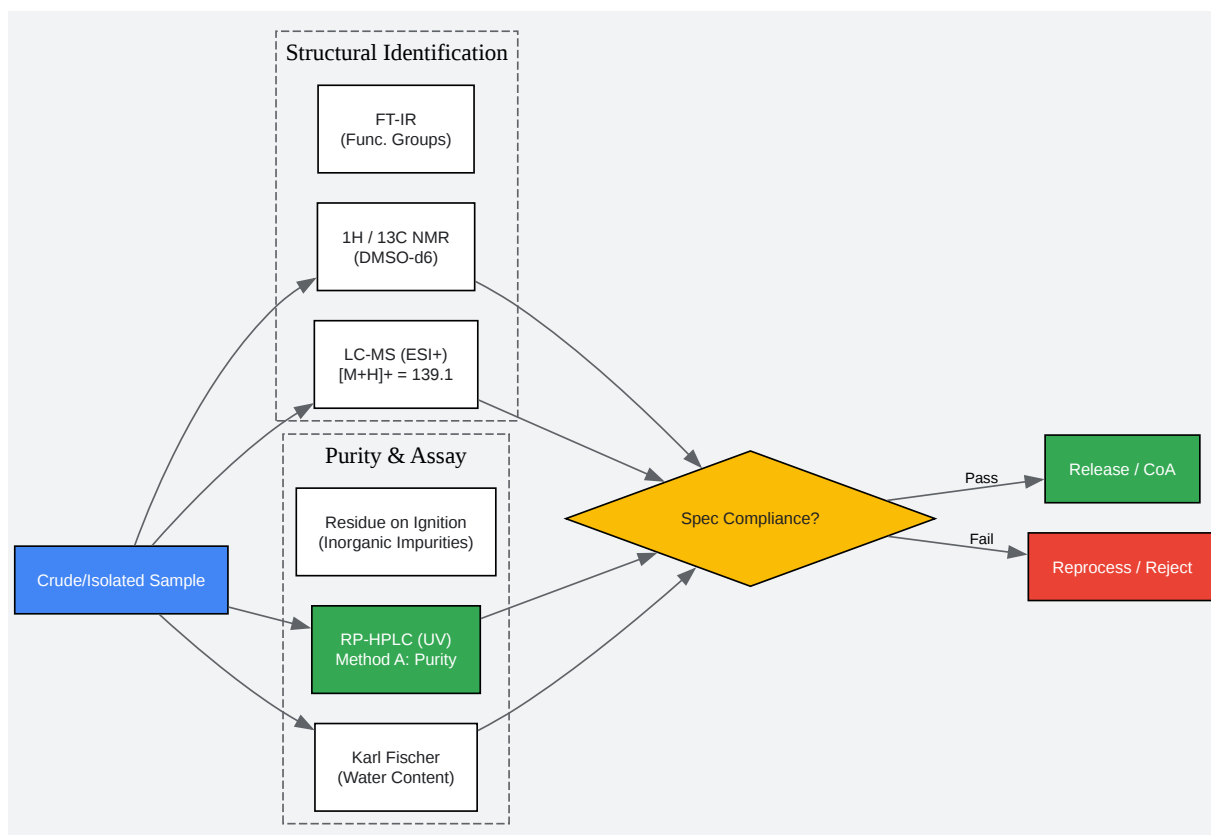 Structural Identification
FT-IR
(Func. Groups)
1H / 13C NMR
(DMSO-d6)
LC-MS (ESI+)
[M+H]+ = 139.1
Purity & Assay
Residue on Ignition
(Inorganic Impurities)
RP-HPLC (UV)
Method A: Purity
Karl Fischer
(Water Content)
Crude/Isolated Sample
Spec Compliance?
Pass
Fail
Release / CoA
Reprocess / Reject